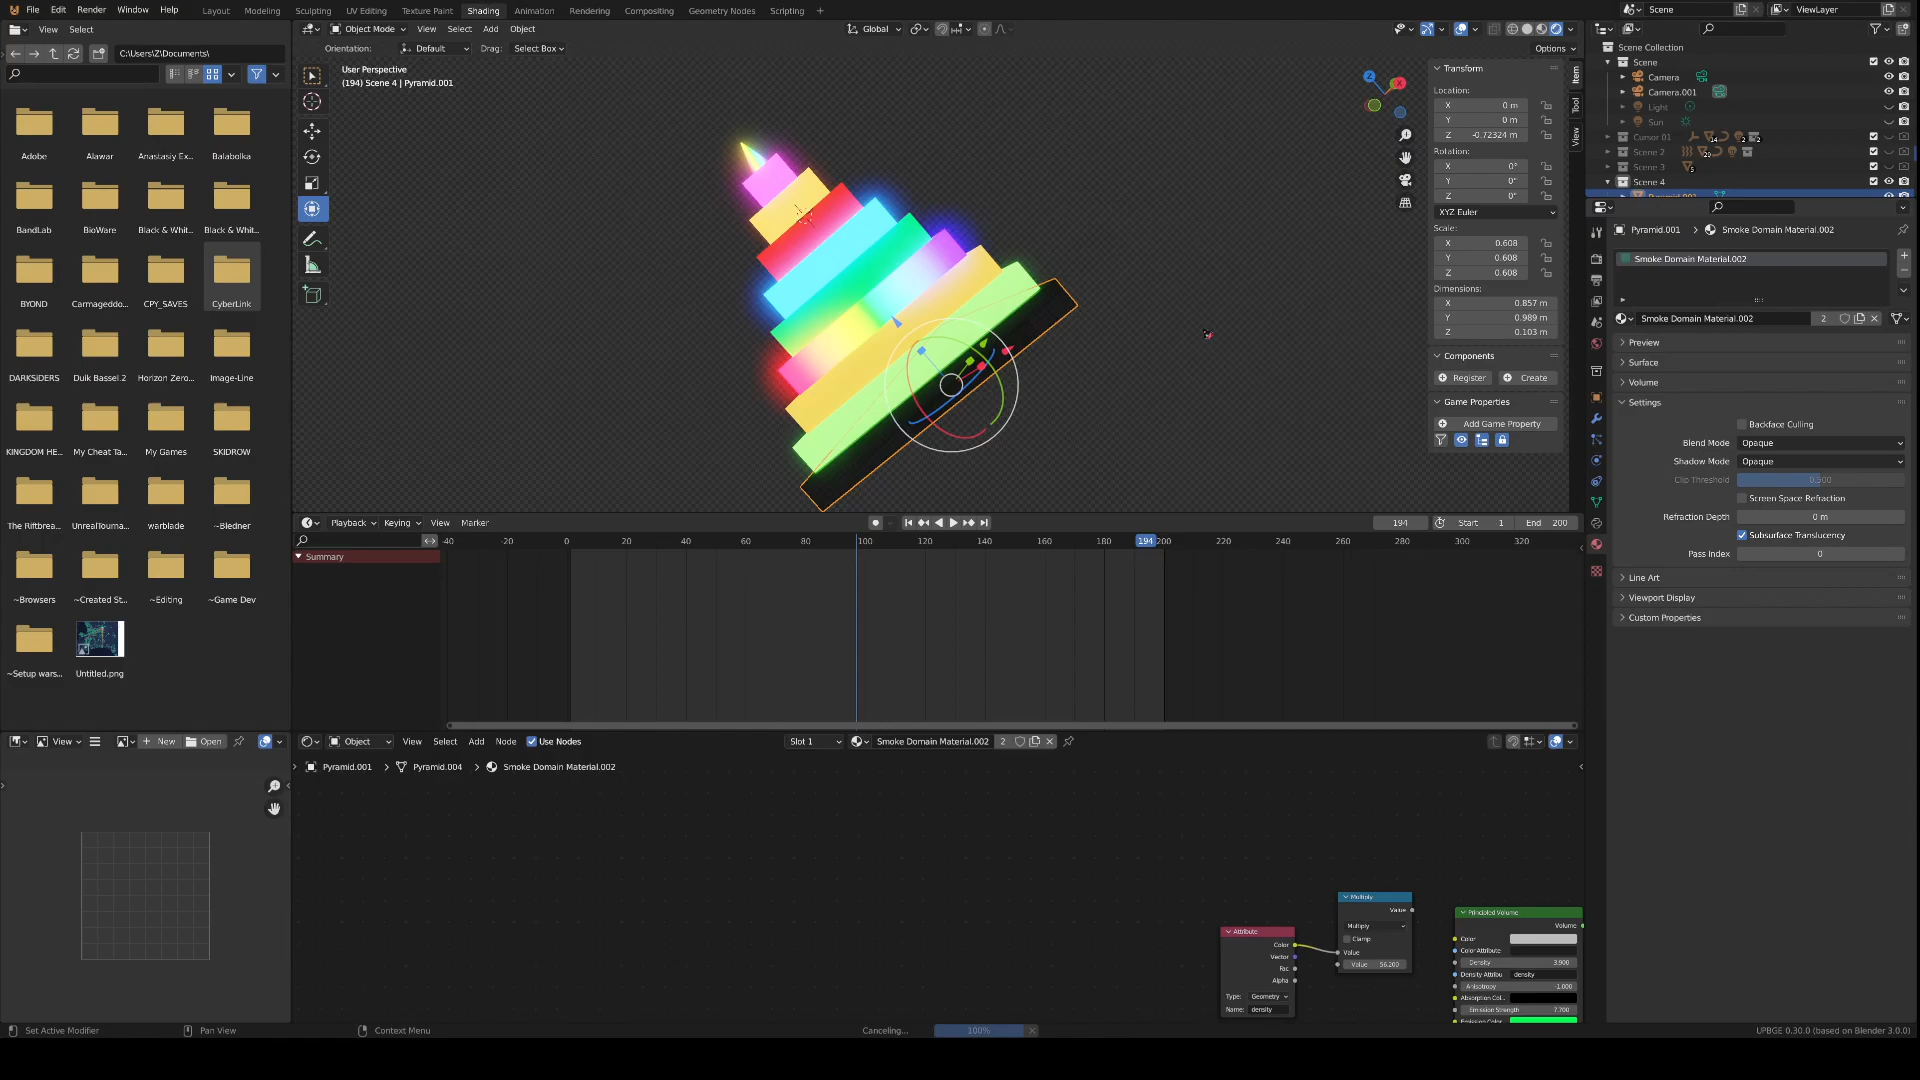 File Edit Render Window Help Layout Modeling Sculpting UV Editing Texture Paint Shading Animation Rendering Compositing Geometry Nodes Scripting + Scene ViewLayer
View Select
C:\Users\Z\Documents\
Adobe Alawar Anastasiy Ex... Balabolka
BandLab BioWare Black & Whit... Black & Whit...
BYOND Carmageddo... CPY_SAVES CyberLink
DARKSiDERS Duik Bassel.2 Horizon Zero... Image-Line
KINGDOM HE... My Cheat Ta... My Games SKIDROW
The Riftbrea... UnrealTourna... warblade ~Bledner
~Browsers ~Created St... ~Editing ~Game Dev
~Setup wars... Untitled.png
Object Mode View Select Add Object Global
Orientation: Default Drag: Select Box Options
User Perspective
(194) Scene 4 | Pyramid.001
Z X
Transform
Location:
X 0 m
Y 0 m
Z -0.72324 m
Rotation:
X 0°
Y 0°
Z 0°
XYZ Euler
Scale:
X 0.608
Y 0.608
Z 0.608
Dimensions:
X 0.857 m
Y 0.989 m
Z 0.103 m
Components
Register Create
Game Properties
Add Game Property
Item
Tool
View
Scene Collection
Scene
Camera
Camera.001
Light
Sun
Cursor 01 14 2 2
Scene 2 29
Scene 3 5
Scene 4
Pyramid.001
Pyramid.001 > Smoke Domain Material.002
Smoke Domain Material.002
Smoke Domain Material.002 2
Preview
Surface
Volume
Settings
Backface Culling
Blend Mode Opaque
Shadow Mode Opaque
Clip Threshold 0.500
Screen Space Refraction
Refraction Depth 0 m
Subsurface Translucency
Pass Index 0
Line Art
Viewport Display
Custom Properties
Playback Keying View Marker 194 Start 1 End 200
-40 -20 0 20 40 60 80 100 120 140 160 180 194 200 220 240 260 280 300 320
Summary
View New Open
Object View Select Add Node Use Nodes Slot 1 Smoke Domain Material.002 2
Pyramid.001 > Pyramid.004 > Smoke Domain Material.002
Attribute
Color
Vector
Fac
Alpha
Type: Geometry
Name: density
Multiply
Value
Multiply
Clamp
Value
Value 56.200
Principled Volume
Volume
Color
Color Attribute
Density 3.900
Density Attribu density
Anisotropy -1.000
Absorption Col...
Emission Strength 7.700
Emission Color
Set Active Modifier Pan View Context Menu Canceling... 100% UPBGE 0.30.0 (based on Blender 3.0.0)